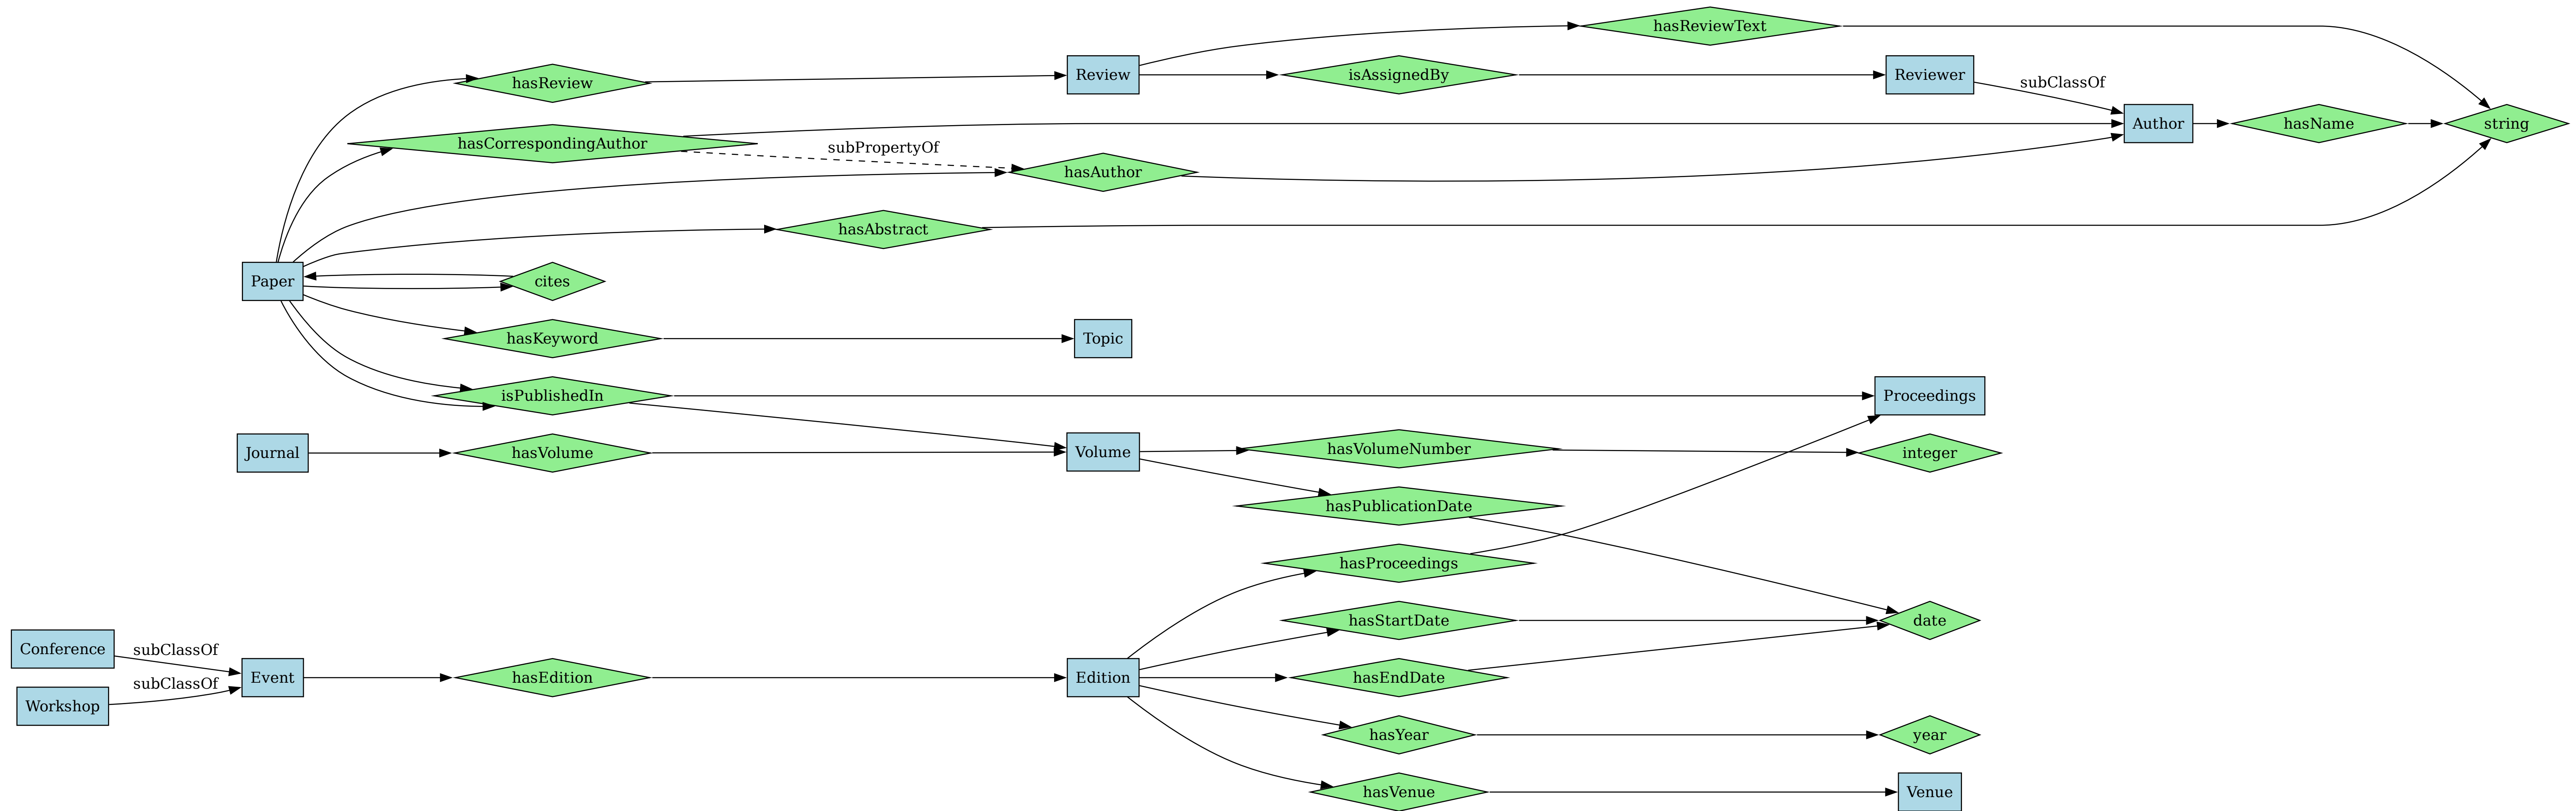 hasReviewText
hasReview
Review
isAssignedBy
Reviewer
subClassOf
hasCorrespondingAuthor
subPropertyOf
hasAuthor
Author
hasName
string
hasAbstract
Paper
cites
hasKeyword
Topic
isPublishedIn
Proceedings
Journal
hasVolume
Volume
hasVolumeNumber
integer
hasPublicationDate
hasProceedings
hasStartDate
date
Conference
subClassOf
Workshop
subClassOf
Event
hasEdition
Edition
hasEndDate
hasYear
year
hasVenue
Venue